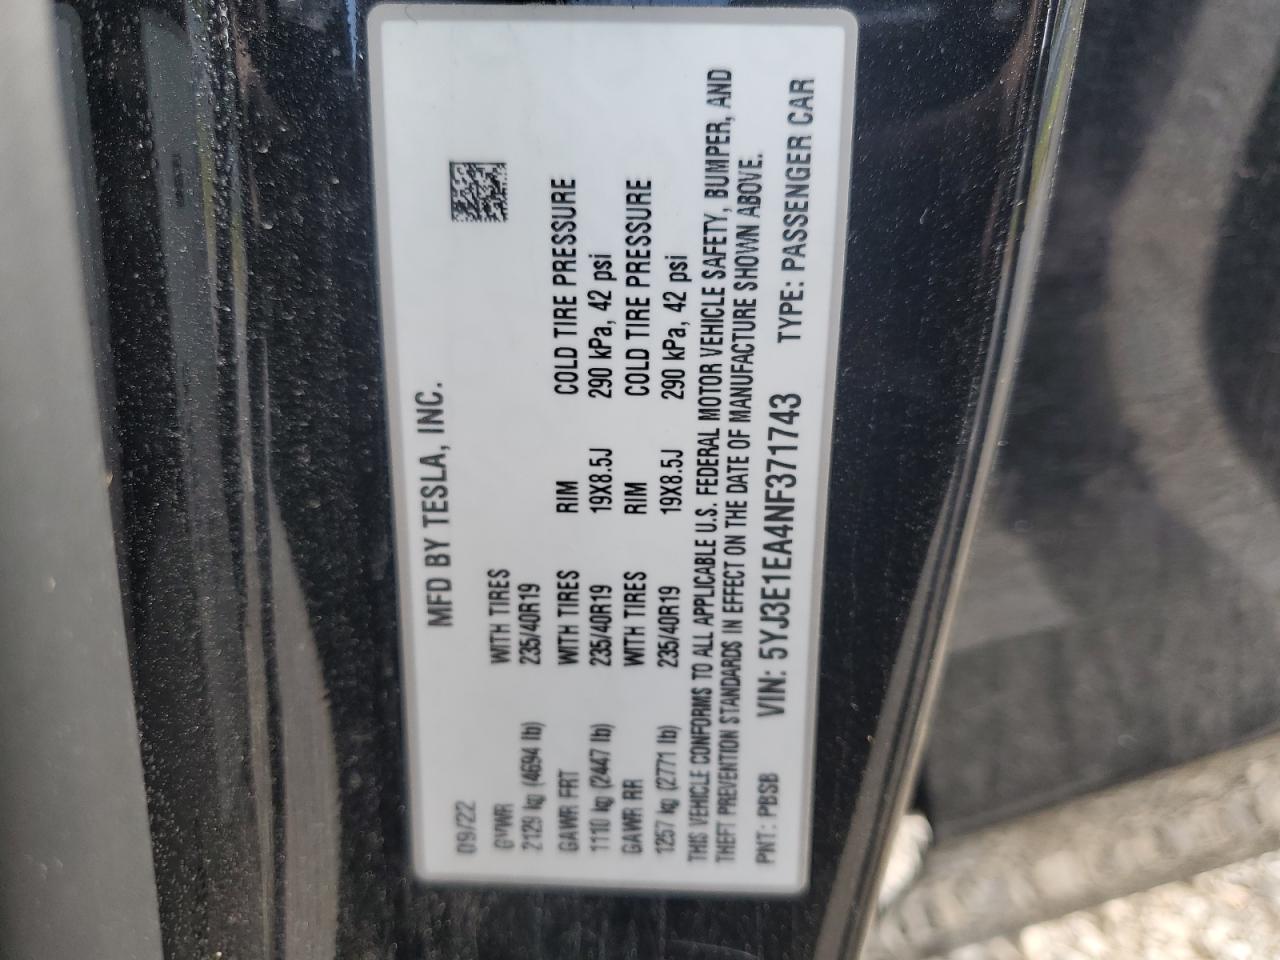 MFD BY TESLA, INC.
09/22
GVWR WITH TIRES
2129 kg (4694 lb) 235/40R19
GAWR FRT WITH TIRES RIM COLD TIRE PRESSURE
1110 kg (2447 lb) 235/40R19 19X8.5J 290 kPa, 42 psi
GAWR RR WITH TIRES RIM COLD TIRE PRESSURE
1257 kg (2771 lb) 235/40R19 19X8.5J 290 kPa, 42 psi
THIS VEHICLE CONFORMS TO ALL APPLICABLE U.S. FEDERAL MOTOR VEHICLE SAFETY, BUMPER, AND
THEFT PREVENTION STANDARDS IN EFFECT ON THE DATE OF MANUFACTURE SHOWN ABOVE.
PNT: PBSB VIN: 5YJ3E1EA4NF371743 TYPE: PASSENGER CAR